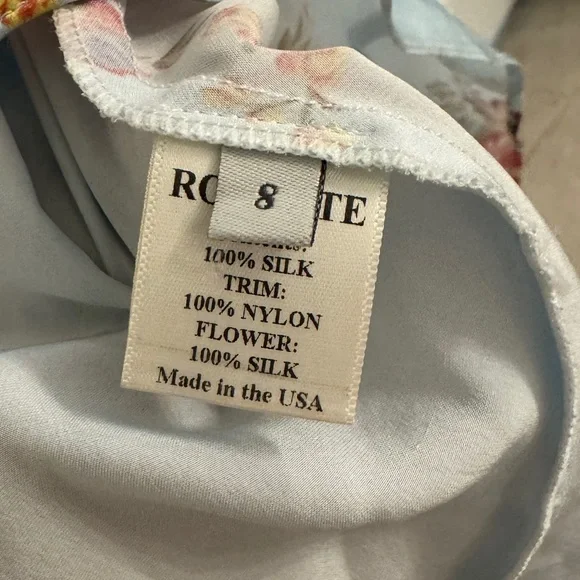 8
100% SILK
TRIM:
100% NYLON
FLOWER:
100% SILK
Made in the USA